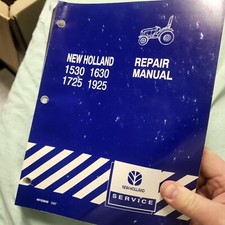 NEW HOLLAND
1530 1630
1725 1925
REPAIR
MANUAL
NEW HOLLAND
SERVICE